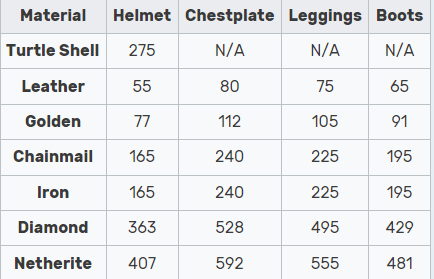 Material Helmet Chestplate Leggings Boots
Turtle Shell 275 N/A N/A N/A
Leather 55 80 75 65
Golden 77 112 105 91
Chainmail 165 240 225 195
Iron 165 240 225 195
Diamond 363 528 495 429
Netherite 407 592 555 481